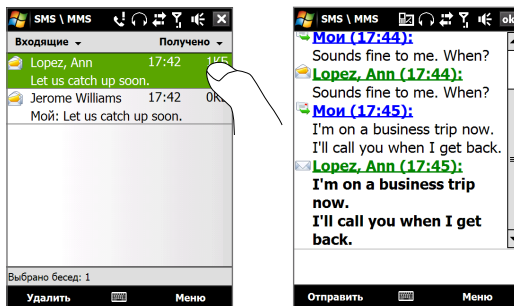 SMS \ MMS
Входящие
Получено
Lopez, Ann 17:42 1КБ
Let us catch up soon.
Jerome Williams 17:42
Мой: Let us catch up soon.
Выбрано бесед: 1
Удалить Меню
SMS \ MMS ok
Мои (17:44):
Sounds fine to me. When?
Lopez, Ann (17:44):
Sounds fine to me. When?
Мои (17:45):
I'm on a business trip now.
I'll call you when I get back.
Lopez, Ann (17:45):
I'm on a business trip
now.
I'll call you when I get
back.
Отправить Меню